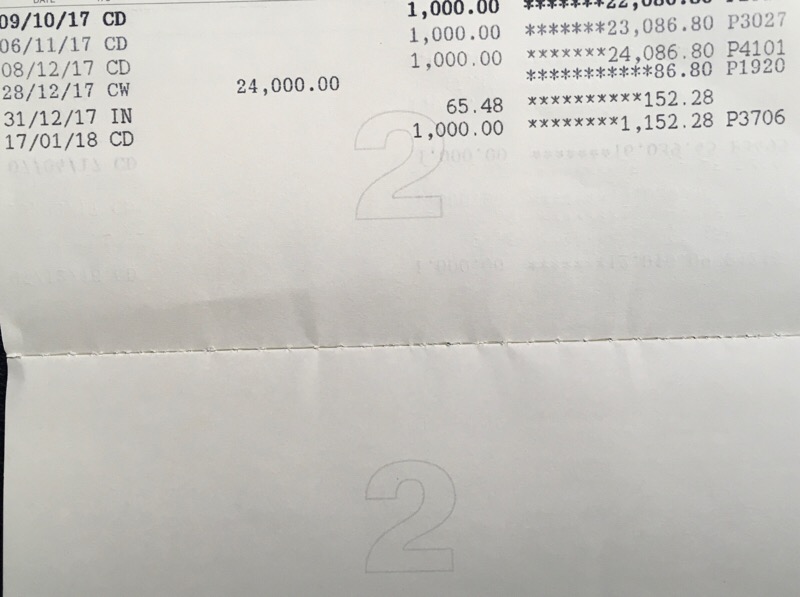 09/10/17 CD 1,000.00 *******22,086.80
06/11/17 CD 1,000.00 *******23,086.80 P3027
08/12/17 CD 1,000.00 *******24,086.80 P4101
28/12/17 CW 24,000.00 ***********86.80 P1920
31/12/17 IN 65.48 **********152.28
17/01/18 CD 1,000.00 ********1,152.28 P3706
2
2